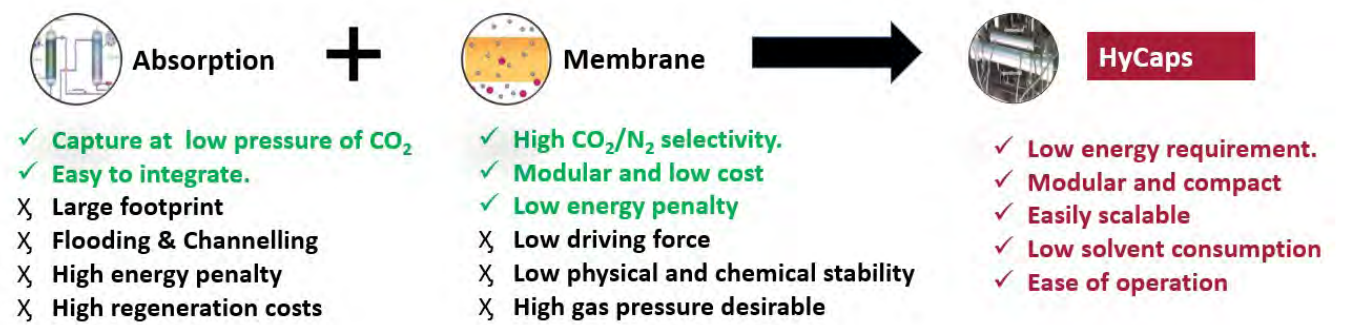 Absorption
+
Membrane
HyCaps
✓ Capture at low pressure of CO₂
✓ Easy to integrate.
Ӽ Large footprint
Ӽ Flooding & Channelling
Ӽ High energy penalty
Ӽ High regeneration costs
✓ High CO₂/N₂ selectivity.
✓ Modular and low cost
✓ Low energy penalty
Ӽ Low driving force
Ӽ Low physical and chemical stability
Ӽ High gas pressure desirable
✓ Low energy requirement.
✓ Modular and compact
✓ Easily scalable
✓ Low solvent consumption
✓ Ease of operation